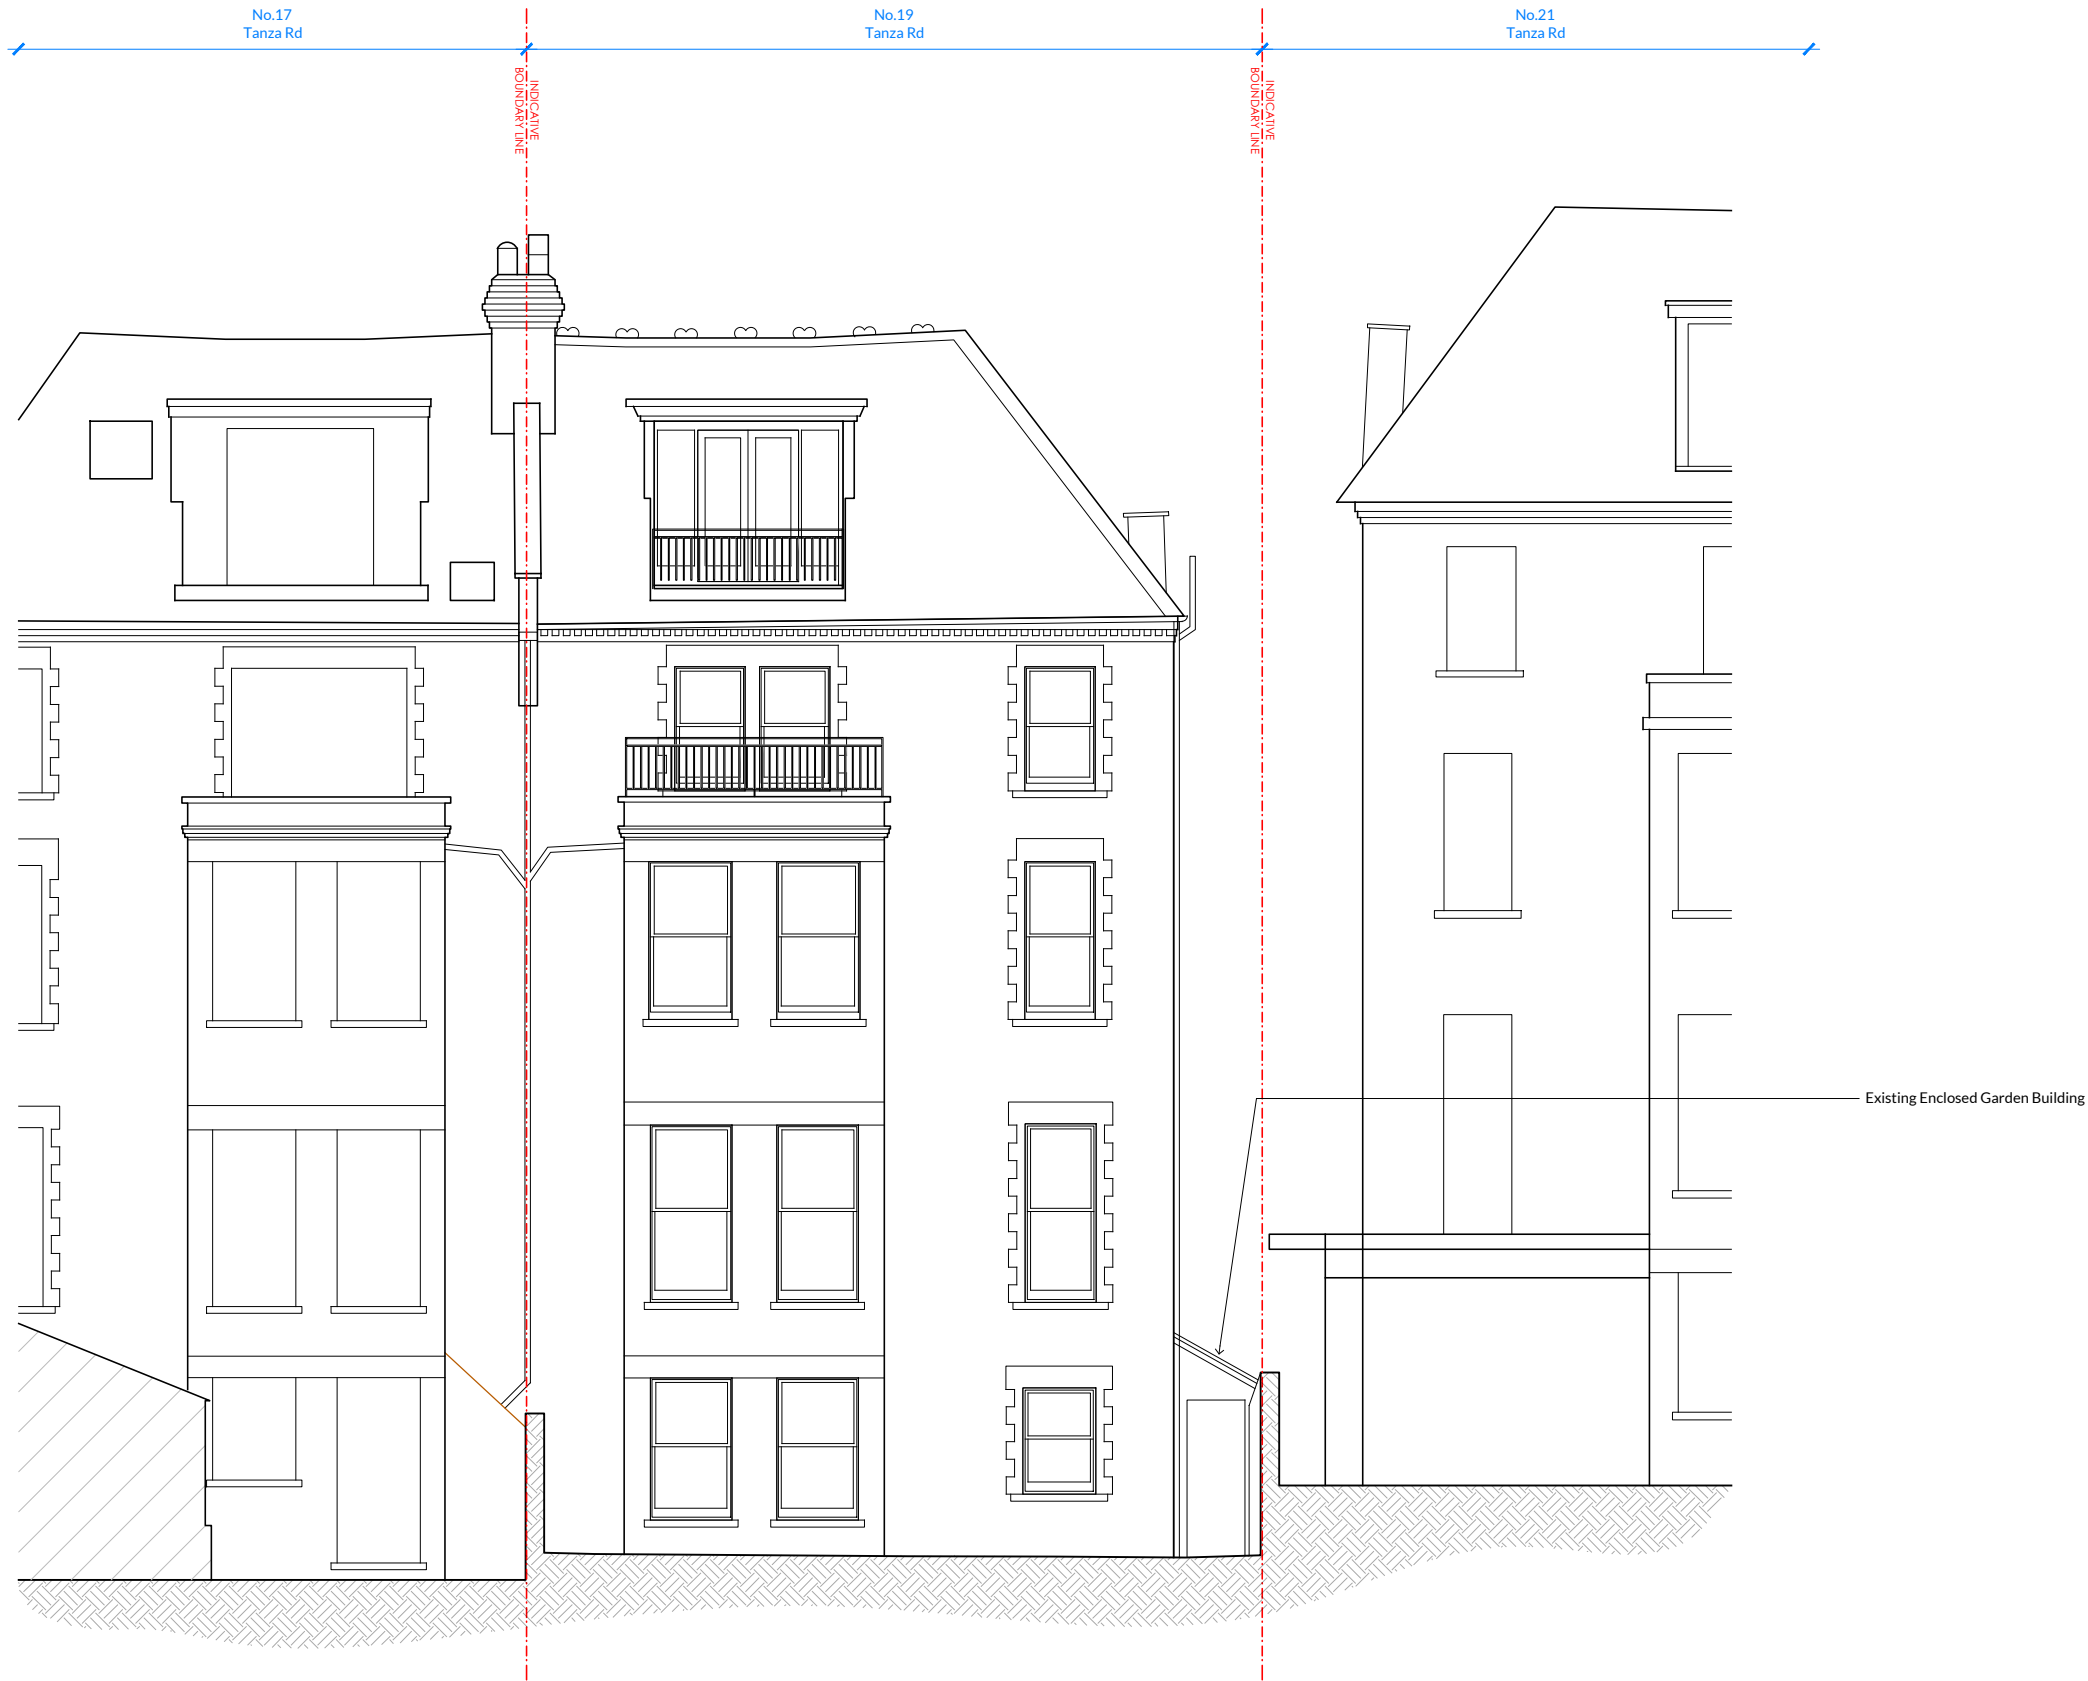 No.17
Tanza Rd
No.19
Tanza Rd
No.21
Tanza Rd
INDICATIVE
BOUNDARY LINE
INDICATIVE
BOUNDARY LINE
Existing Enclosed Garden Building